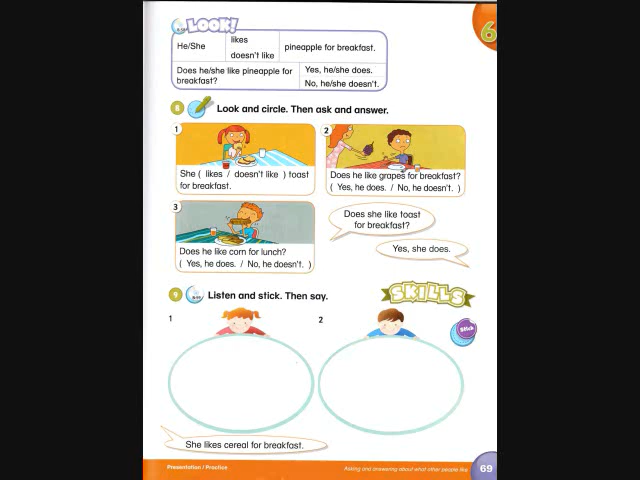 LOOK!
6
He/She likes pineapple for breakfast.
doesn't like
Does he/she like pineapple for breakfast?
Yes, he/she does.
No, he/she doesn't.
8 Look and circle. Then ask and answer.
1
She ( likes / doesn't like ) toast
for breakfast.
2
Does he like grapes for breakfast?
( Yes, he does. / No, he doesn't. )
3
Does he like corn for lunch?
( Yes, he does. / No, he doesn't. )
Does she like toast
for breakfast?
Yes, she does.
9 Listen and stick. Then say.
SKILLS
Stick
1
2
She likes cereal for breakfast.
Presentation / Practice
Asking and answering about what other people like
69